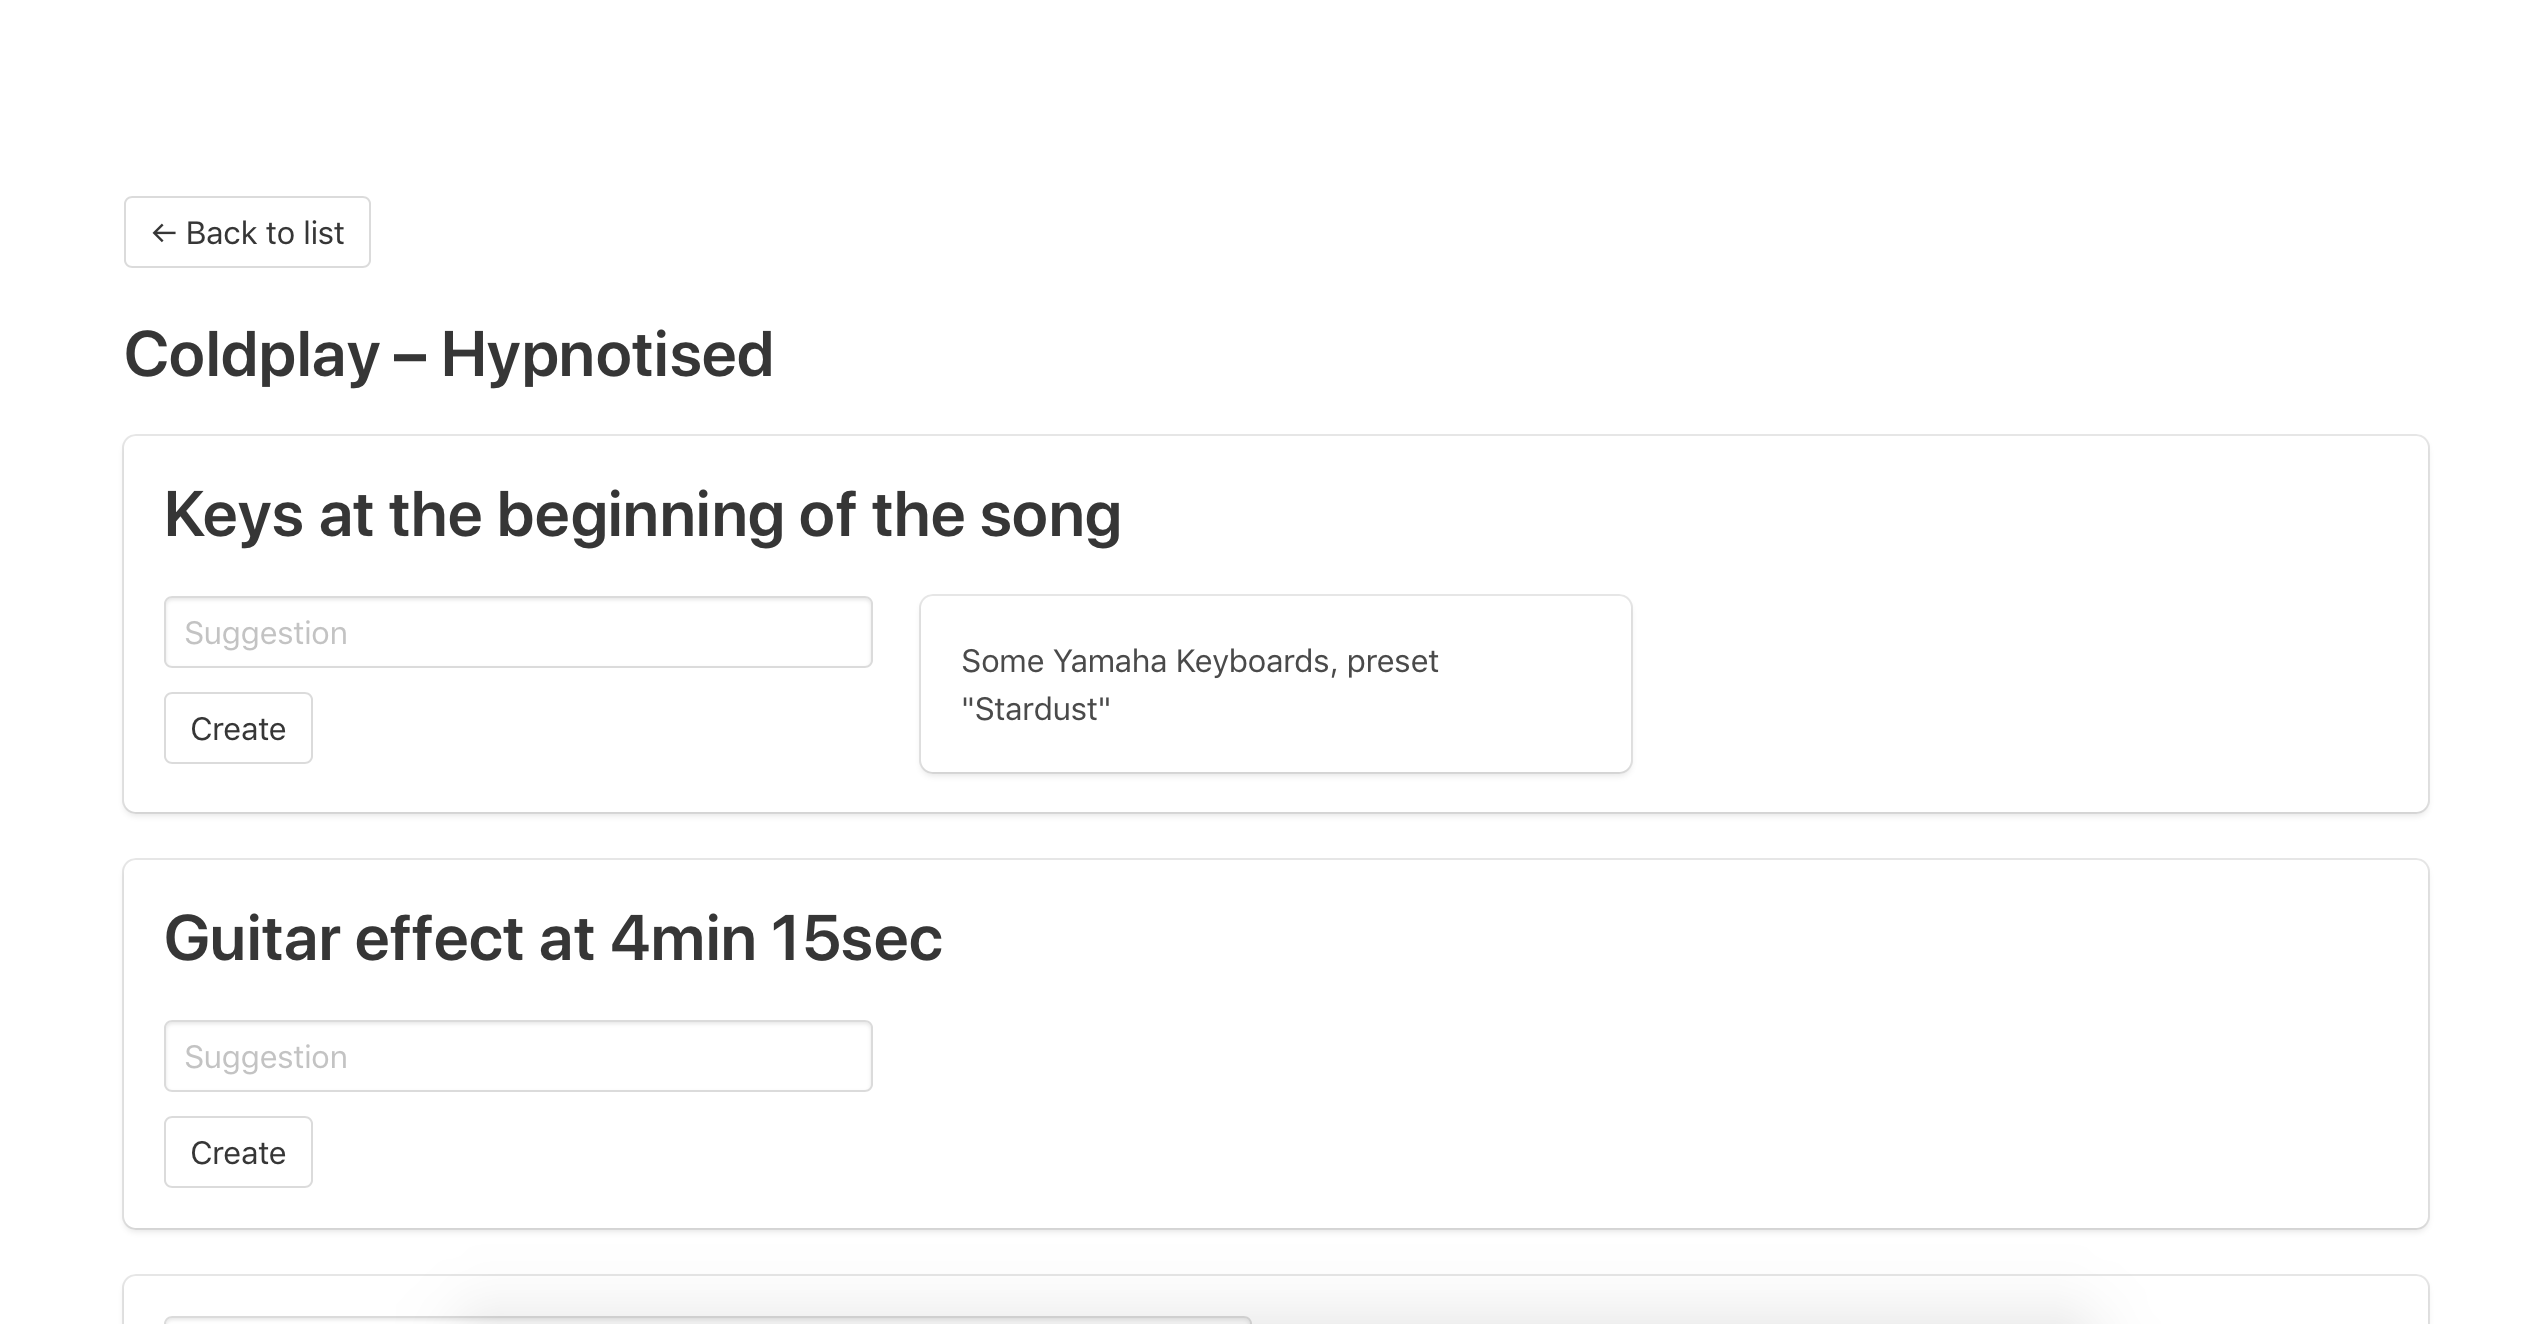 ← Back to list
Coldplay – Hypnotised
Keys at the beginning of the song
Suggestion
Create
Some Yamaha Keyboards, preset
"Stardust"
Guitar effect at 4min 15sec
Suggestion
Create